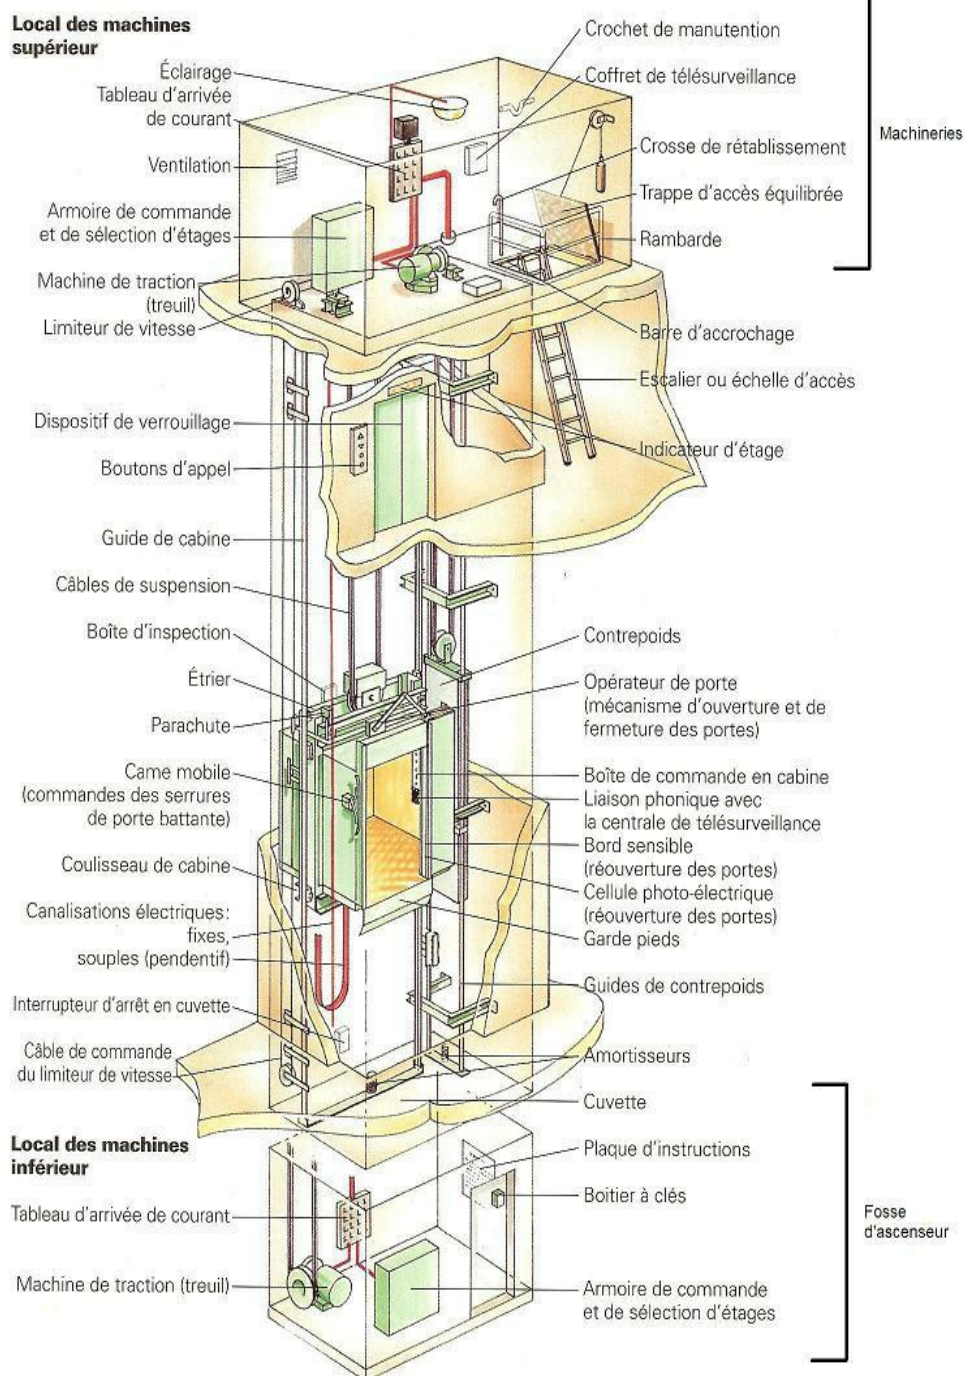 Local des machines
supérieur
Éclairage
Tableau d'arrivée
de courant
Ventilation
Armoire de commande
et de sélection d'étages
Machine de traction
(treuil)
Limiteur de vitesse
Dispositif de verrouillage
Boutons d'appel
Guide de cabine
Câbles de suspension
Boîte d'inspection
Étrier
Parachute
Came mobile
(commandes des serrures
de porte battante)
Coulisseau de cabine
Canalisations électriques:
fixes,
souples (pendentif)
Interrupteur d'arrêt en cuvette
Câble de commande
du limiteur de vitesse
Crochet de manutention
Coffret de télésurveillance
Crosse de rétablissement
Trappe d'accès équilibrée
Rambarde
Barre d'accrochage
Escalier ou échelle d'accès
Indicateur d'étage
Machineries
Contrepoids
Opérateur de porte
(mécanisme d'ouverture et de
fermeture des portes)
Boîte de commande en cabine
Liaison phonique avec
la centrale de télésurveillance
Bord sensible
(réouverture des portes)
Cellule photo-électrique
(réouverture des portes)
Garde pieds
Guides de contrepoids
Amortisseurs
Cuvette
Local des machines
inférieur
Tableau d'arrivée de courant
Machine de traction (treuil)
Plaque d'instructions
Boitier à clés
Armoire de commande
et de sélection d'étages
Fosse
d'ascenseur